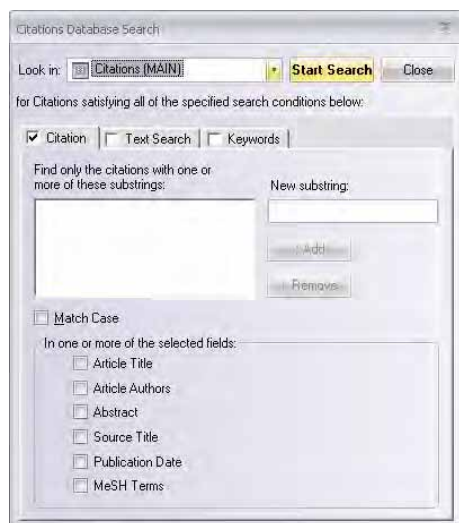 Citations Database Search
Look in: Citations (MAIN) Start Search Close
for Citations satisfying all of the specified search conditions below:
Citation Text Search Keywords
Find only the citations with one or
more of these substrings:
New substring:
Add
Remove
Match Case
In one or more of the selected fields:
Article Title
Article Authors
Abstract
Source Title
Publication Date
MeSH Terms